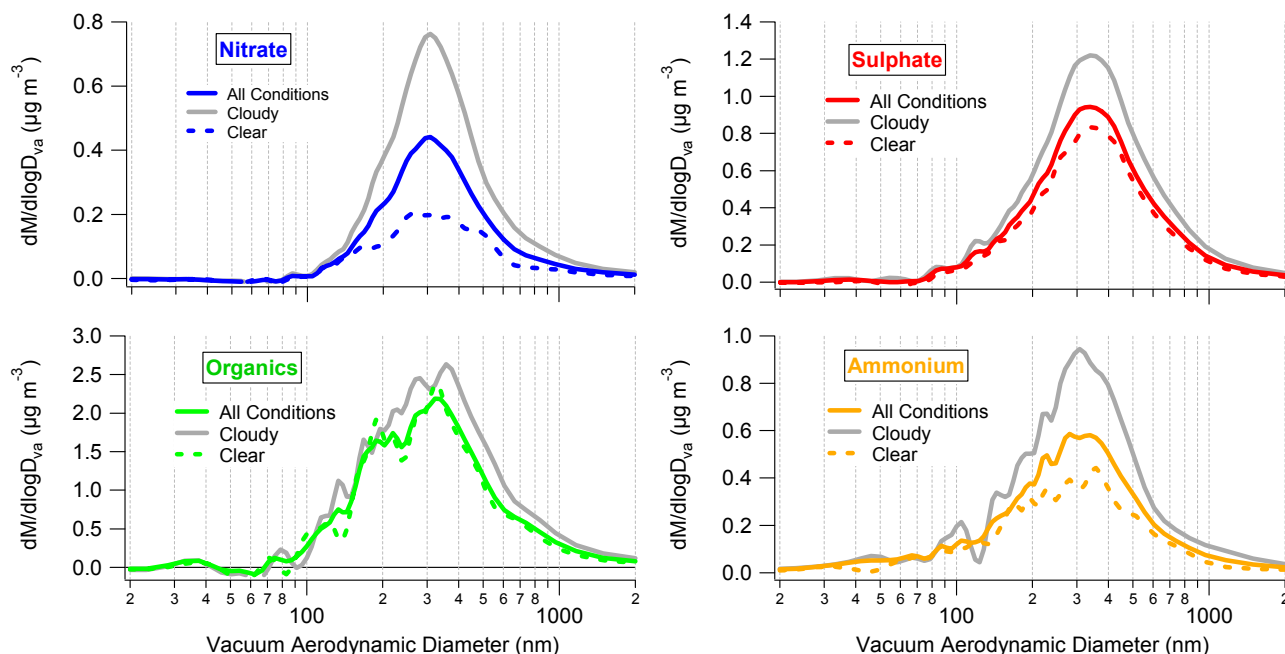 0.8
0.6
0.4
0.2
0.0
dM/dlogDva (µg m⁻³)
Nitrate
All Conditions
Cloudy
Clear
100
1000
1.4
1.2
1.0
0.8
0.6
0.4
0.2
0.0
dM/dlogDva (µg m⁻³)
Sulphate
All Conditions
Cloudy
Clear
100
1000
3.0
2.5
2.0
1.5
1.0
0.5
0.0
dM/dlogDva (µg m⁻³)
Organics
All Conditions
Cloudy
Clear
2 3 4 5 6 7 8 100 2 3 4 5 6 7 8 1000 2
Vacuum Aerodynamic Diameter (nm)
1.0
0.8
0.6
0.4
0.2
0.0
dM/dlogDva (µg m⁻³)
Ammonium
All Conditions
Cloudy
Clear
2 3 4 5 6 7 8 100 2 3 4 5 6 7 8 1000 2
Vacuum Aerodynamic Diameter (nm)